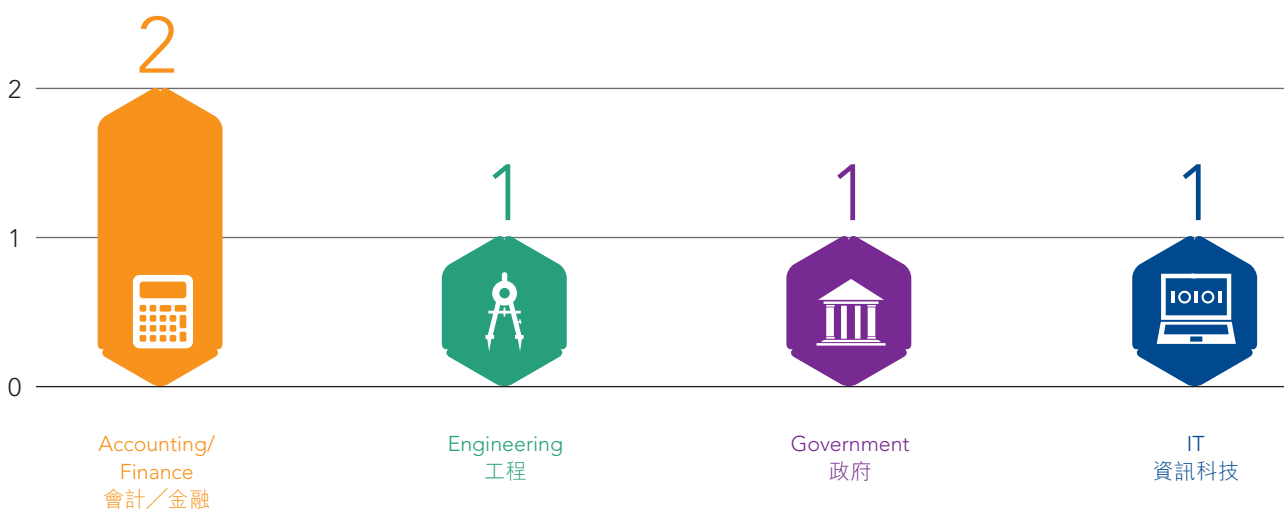 2
2
1
1
1
1
0
IOIOI
Accounting/
Finance
會計／金融
Engineering
工程
Government
政府
IT
資訊科技